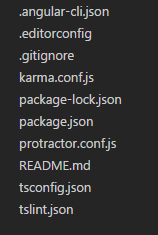 .angular-cli.json
.editorconfig
.gitignore
karma.conf.js
package-lock.json
package.json
protractor.conf.js
README.md
tsconfig.json
tslint.json